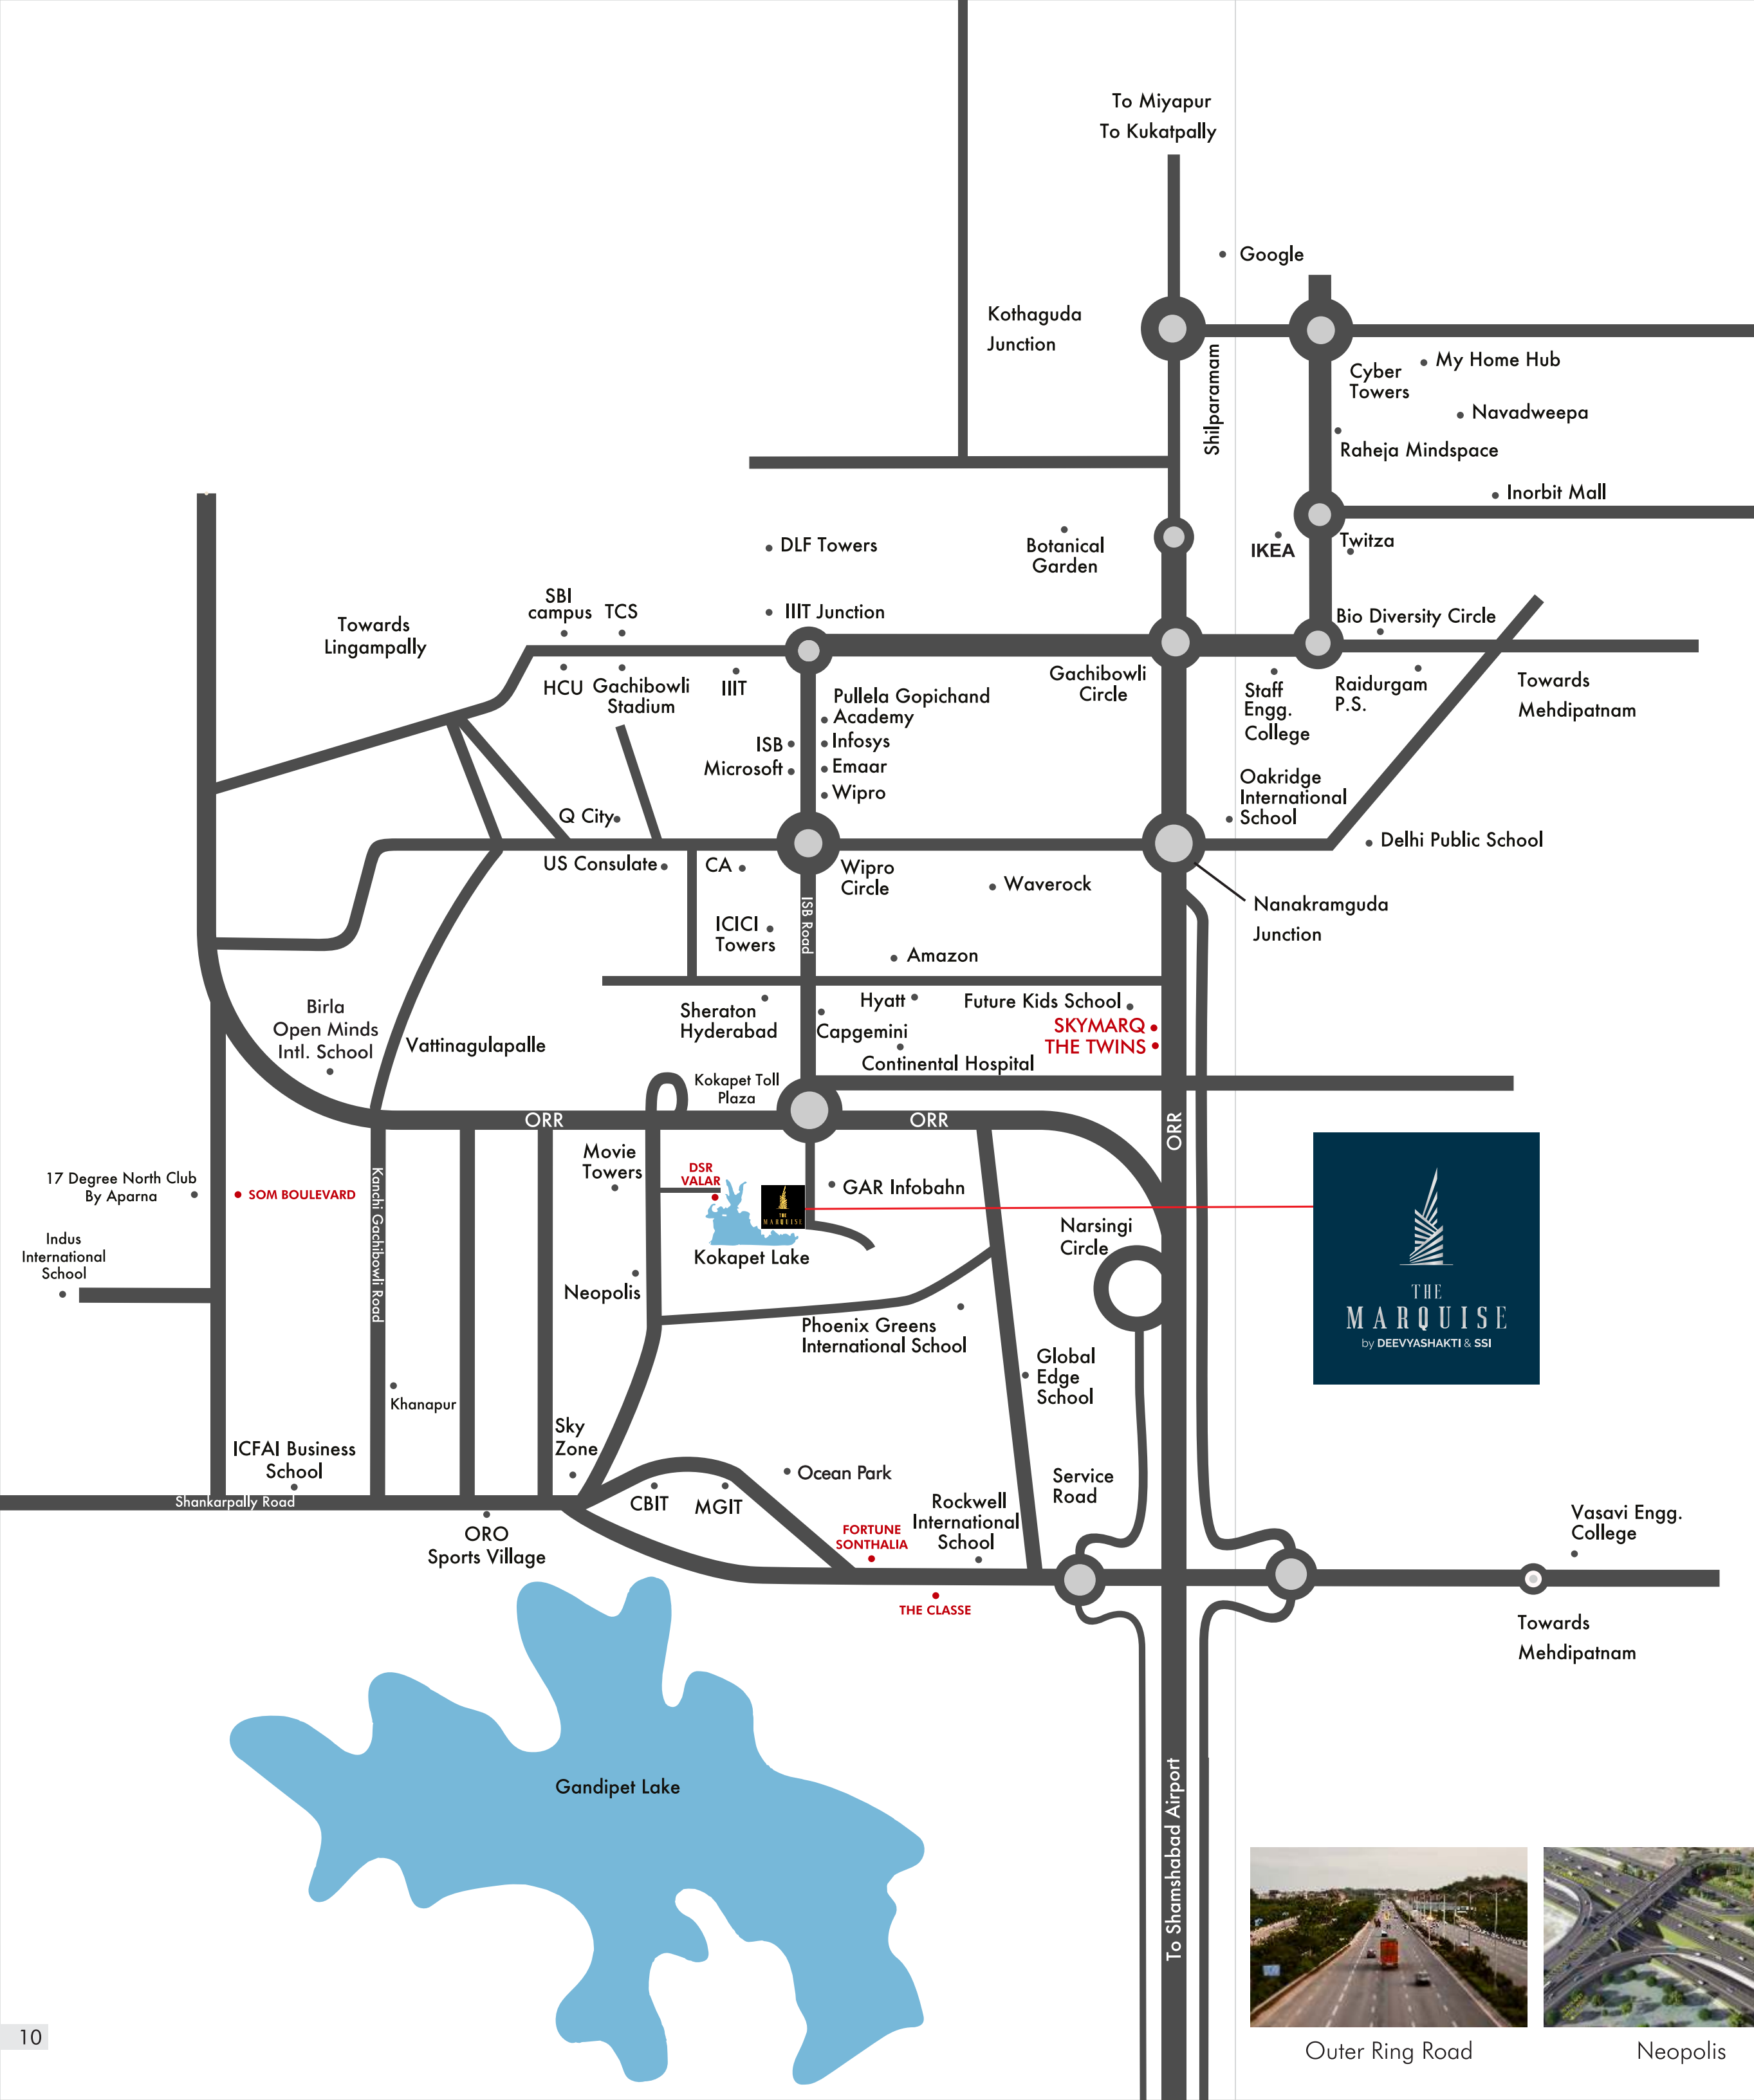 To Miyapur
To Kukatpally
Google
Kothaguda
Junction
Shilparamam
Cyber
Towers
My Home Hub
Navadweepa
Raheja Mindspace
Inorbit Mall
Twitza
IKEA
Botanical
Garden
DLF Towers
IIIT Junction
SBI
campus
TCS
Towards
Lingampally
HCU
Gachibowli
Stadium
IIIT
Gachibowli
Circle
Bio Diversity Circle
Staff
Engg.
College
Raidurgam
P.S.
Towards
Mehdipatnam
Pullela Gopichand
Academy
ISB
Infosys
Microsoft
Emaar
Wipro
Oakridge
International
School
Q City
US Consulate
CA
Wipro
Circle
Waverock
Delhi Public School
Nanakramguda
Junction
ICICI
Towers
ISB Road
Amazon
Birla
Open Minds
Intl. School
Vattinagulapalle
Sheraton
Hyderabad
Hyatt
Capgemini
Future Kids School
SKYMARQ
THE TWINS
Continental Hospital
Kokapet Toll
Plaza
ORR
ORR
ORR
Movie
Towers
DSR
VALAR
THE
MARQUISE
GAR Infobahn
Kokapet Lake
17 Degree North Club
By Aparna
SOM BOULEVARD
Kanchi Gachibowli Road
Indus
International
School
Narsingi
Circle
Neopolis
Phoenix Greens
International School
Global
Edge
School
THE
MARQUISE
by DEEVYASHAKTI & SSI
Khanapur
Sky
Zone
ICFAI Business
School
Shankarpally Road
CBIT
MGIT
Ocean Park
Service
Road
Rockwell
International
School
FORTUNE
SONTHALIA
ORO
Sports Village
THE CLASSE
Vasavi Engg.
College
Towards
Mehdipatnam
Gandipet Lake
To Shamshabad Airport
Outer Ring Road
Neopolis
10